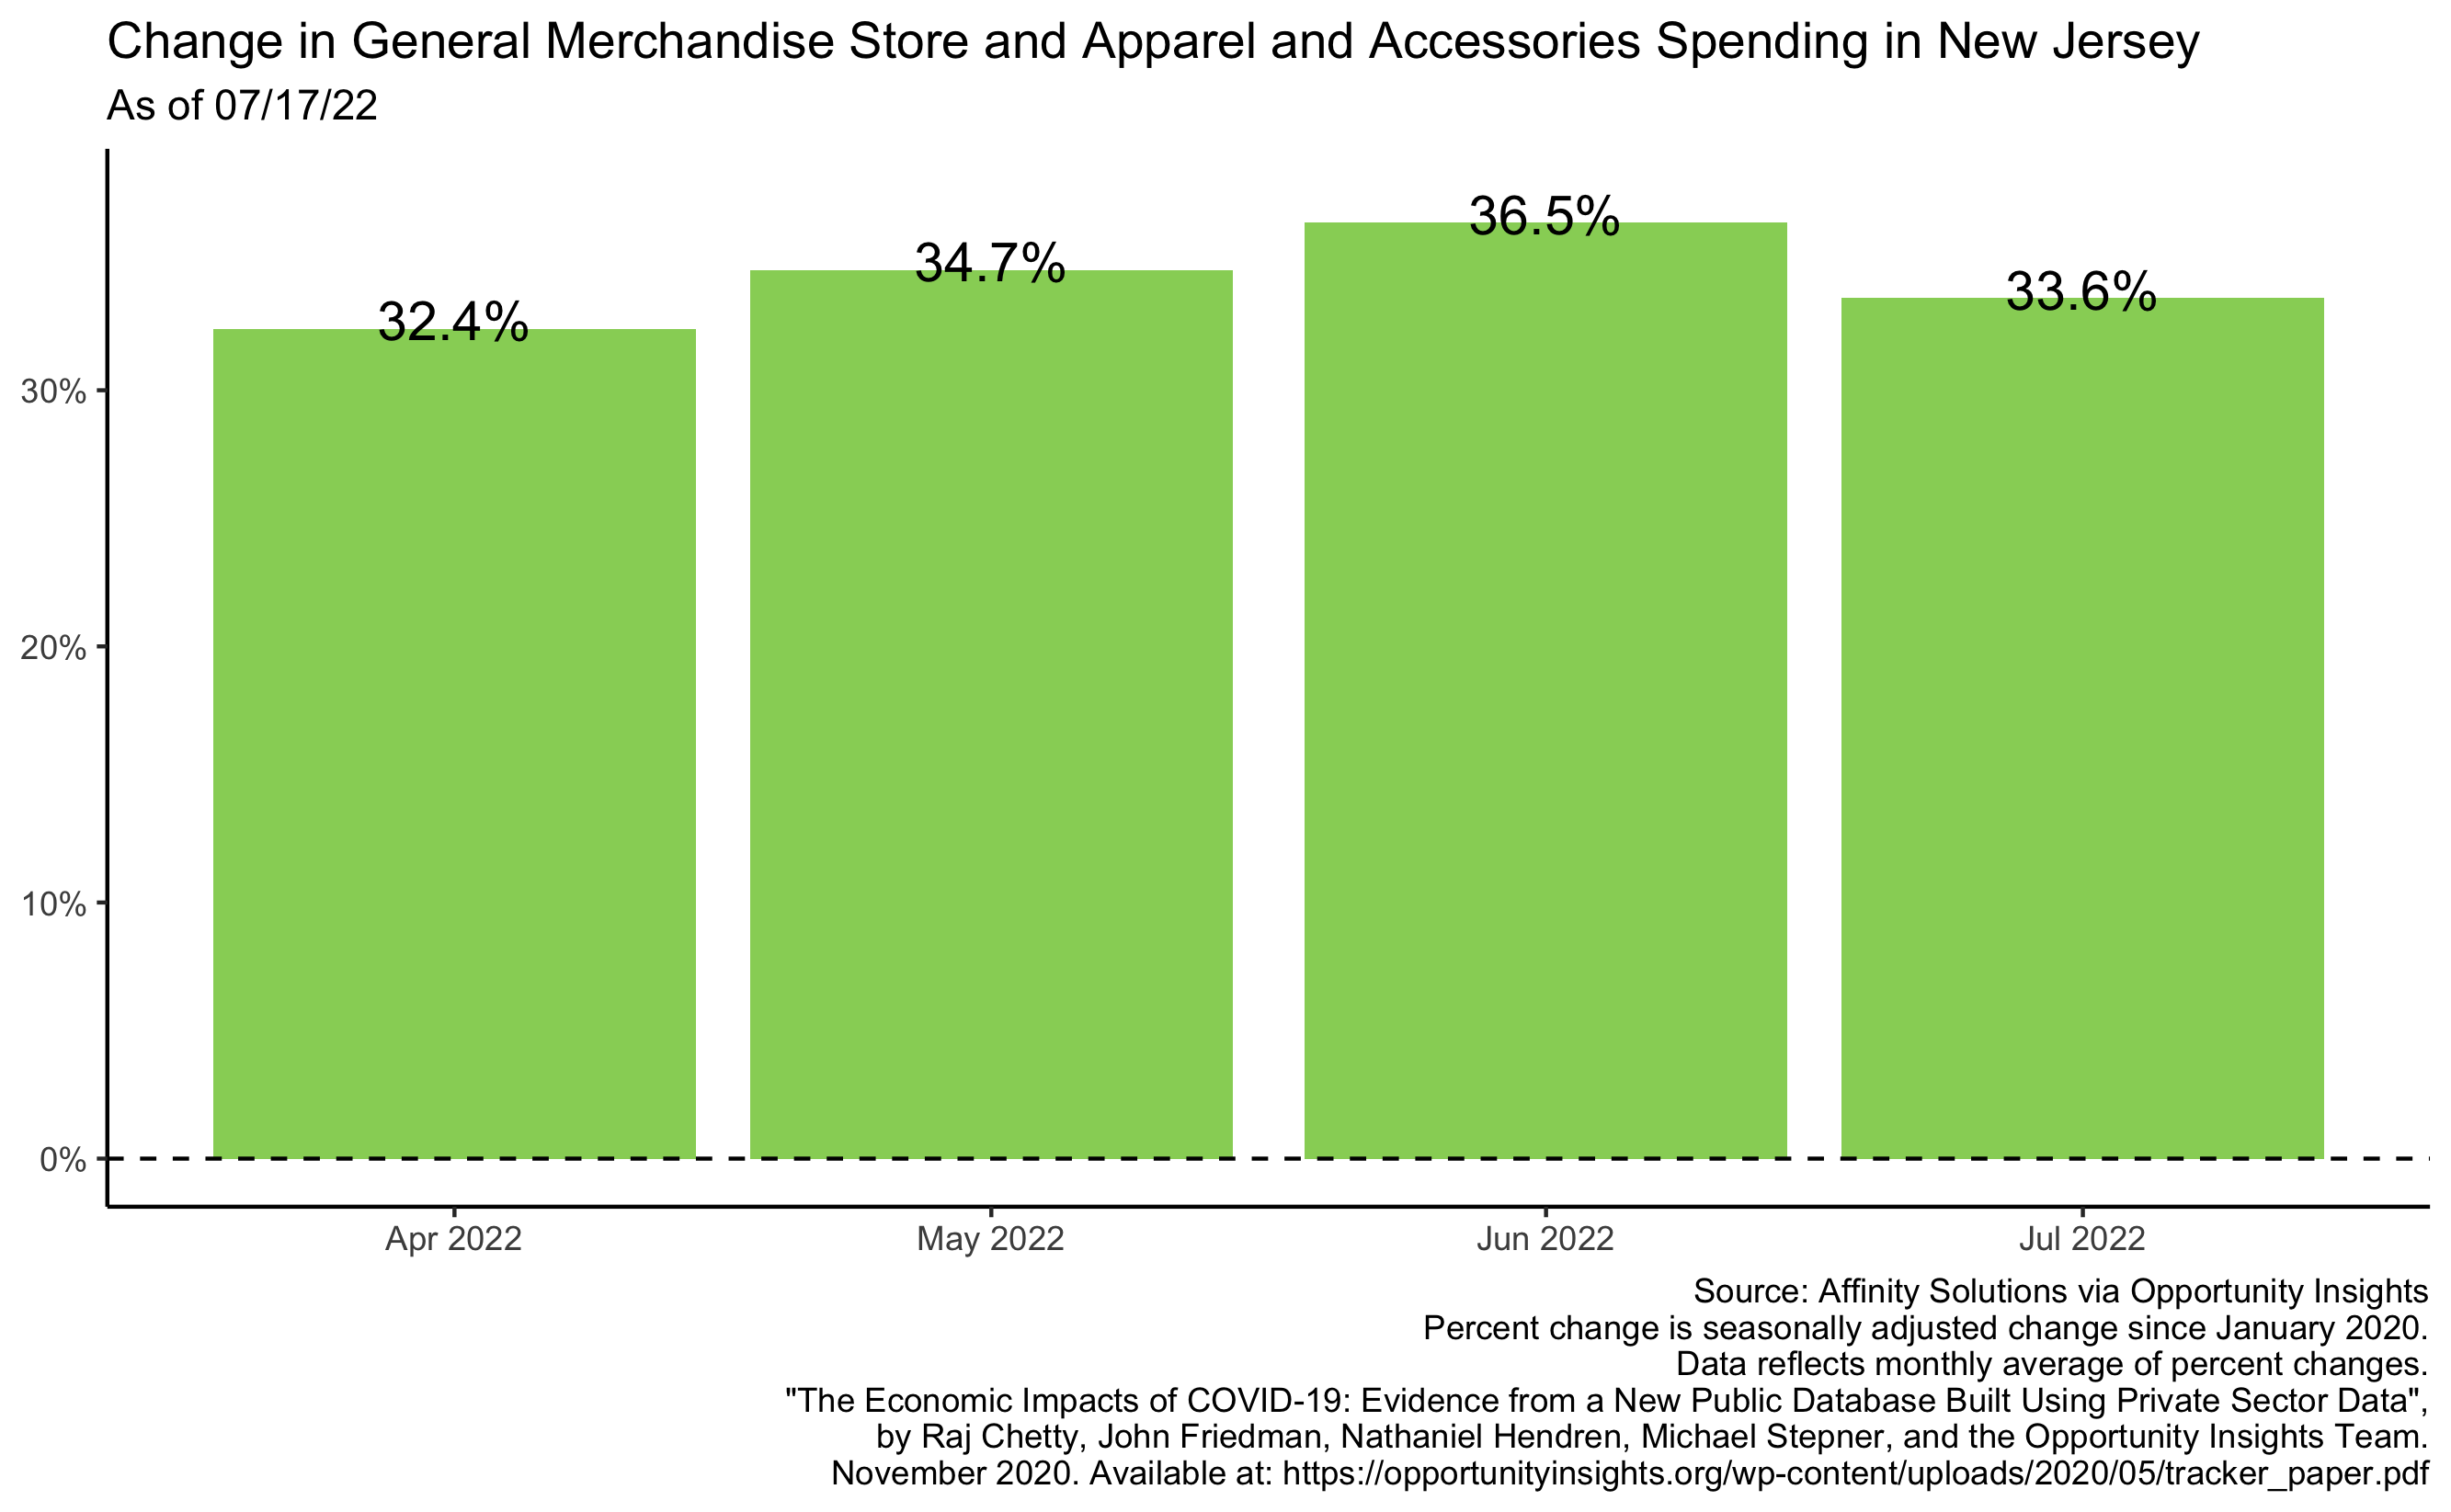 Change in General Merchandise Store and Apparel and Accessories Spending in New Jersey
As of 07/17/22
36.5%
34.7%
33.6%
32.4%
30%
20%
10%
0%
Apr 2022 May 2022 Jun 2022 Jul 2022
Source: Affinity Solutions via Opportunity Insights
Percent change is seasonally adjusted change since January 2020.
Data reflects monthly average of percent changes.
"The Economic Impacts of COVID-19: Evidence from a New Public Database Built Using Private Sector Data",
by Raj Chetty, John Friedman, Nathaniel Hendren, Michael Stepner, and the Opportunity Insights Team.
November 2020. Available at: https://opportunityinsights.org/wp-content/uploads/2020/05/tracker_paper.pdf